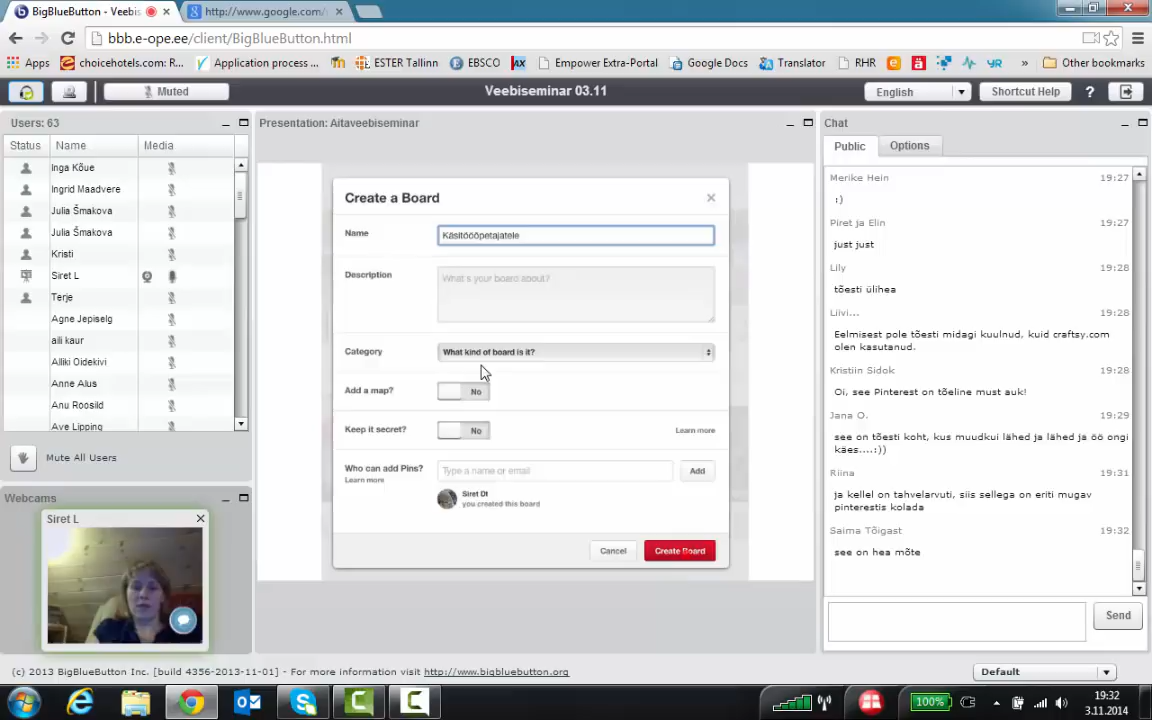 BigBlueButton - Veebis
http://www.google.com/
bbb.e-ope.ee/client/BigBlueButton.html
Apps
choicehotels.com: R...
Application process ...
ESTER Tallinn
EBSCO
Empower Extra-Portal
Google Docs
Translator
RHR
»
Other bookmarks
Muted
Veebiseminar 03.11
English
Shortcut Help
?
Users: 63
Status
Name
Media
Inga Kõue
Ingrid Maadvere
Julia Šmakova
Julia Šmakova
Kristi
Siret L
Terje
Agne Jepiselg
aili kaur
Alliki Oidekivi
Anne Alus
Anu Roosild
Ave Lipping
Mute All Users
Webcams
Siret L
Presentation: Aitaveebiseminar
Create a Board
Name
Käsitööõpetajatele
Description
What's your board about?
Category
What kind of board is it?
Add a map?
No
Keep it secret?
No
Learn more
Who can add Pins?
Learn more
Type a name or email
Add
Siret Dt
you created this board
Cancel
Create Board
Chat
Public
Options
Merike Hein
19:27
:)
Piret ja Elin
19:27
just just
Lily
19:28
tõesti ülihea
Liivi...
19:28
Eelmisest pole tõesti midagi kuulnud, kuid craftsy.com
olen kasutanud.
Kristiin Sidok
19:28
Oi, see Pinterest on tõeline must auk!
Jana O.
19:29
see on tõesti koht, kus muudkui lähed ja lähed ja öö ongi
käes....:))
Riina
19:31
ja kellel on tahvelarvuti, siis sellega on eriti mugav
pinterestis kolada
Saima Tõigast
19:32
see on hea mõte
Send
(c) 2013 BigBlueButton Inc. [build 4356-2013-11-01] - For more information visit http://www.bigbluebutton.org
Default
100%
19:32
3.11.2014